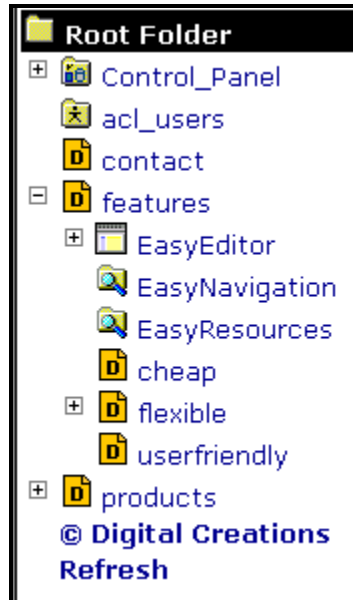 Root Folder
Control_Panel
acl_users
D contact
D features
EasyEditor
EasyNavigation
EasyResources
D cheap
D flexible
D userfriendly
D products
© Digital Creations
Refresh